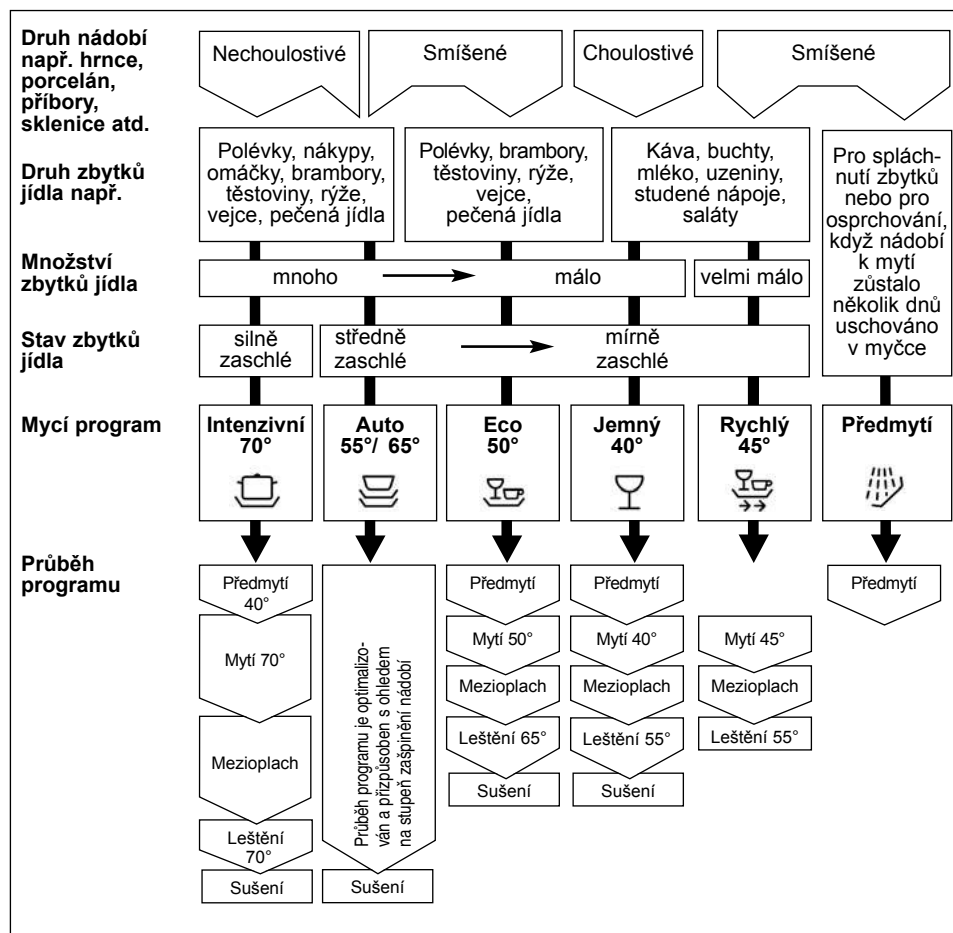 Druh nádobí
např. hrnce,
porcelán,
příbory,
sklenice atd.
Nechoulostivé
Smíšené
Choulostivé
Smíšené
Druh zbytků
jídla např.
Polévky, nákypy,
omáčky, brambory,
těstoviny, rýže,
vejce, pečená jídla
Polévky, brambory,
těstoviny, rýže,
vejce,
pečená jídla
Káva, buchty,
mléko, uzeniny,
studené nápoje,
saláty
Pro splách-
nutí zbytků
nebo pro
osprchování,
když nádobí
k mytí
zůstalo
několik dnů
uschováno
v myčce
Množství
zbytků jídla
mnoho
málo
velmi málo
Stav zbytků
jídla
silně
zaschlé
středně
zaschlé
mírně
zaschlé
Mycí program
Intenzivní
70°
Auto
55°/ 65°
Eco
50°
Jemný
40°
Rychlý
45°
Předmytí
Průběh
programu
Předmytí
40°
Mytí 70°
Mezioplach
Leštění
70°
Sušení
Průběh programu je optimalizo-
ván a přizpůsoben s ohledem
na stupeň zašpinění nádobí
Sušení
Předmytí
Mytí 50°
Mezioplach
Leštění 65°
Sušení
Předmytí
Mytí 40°
Mezioplach
Leštění 55°
Sušení
Mytí 45°
Mezioplach
Leštění 55°
Předmytí